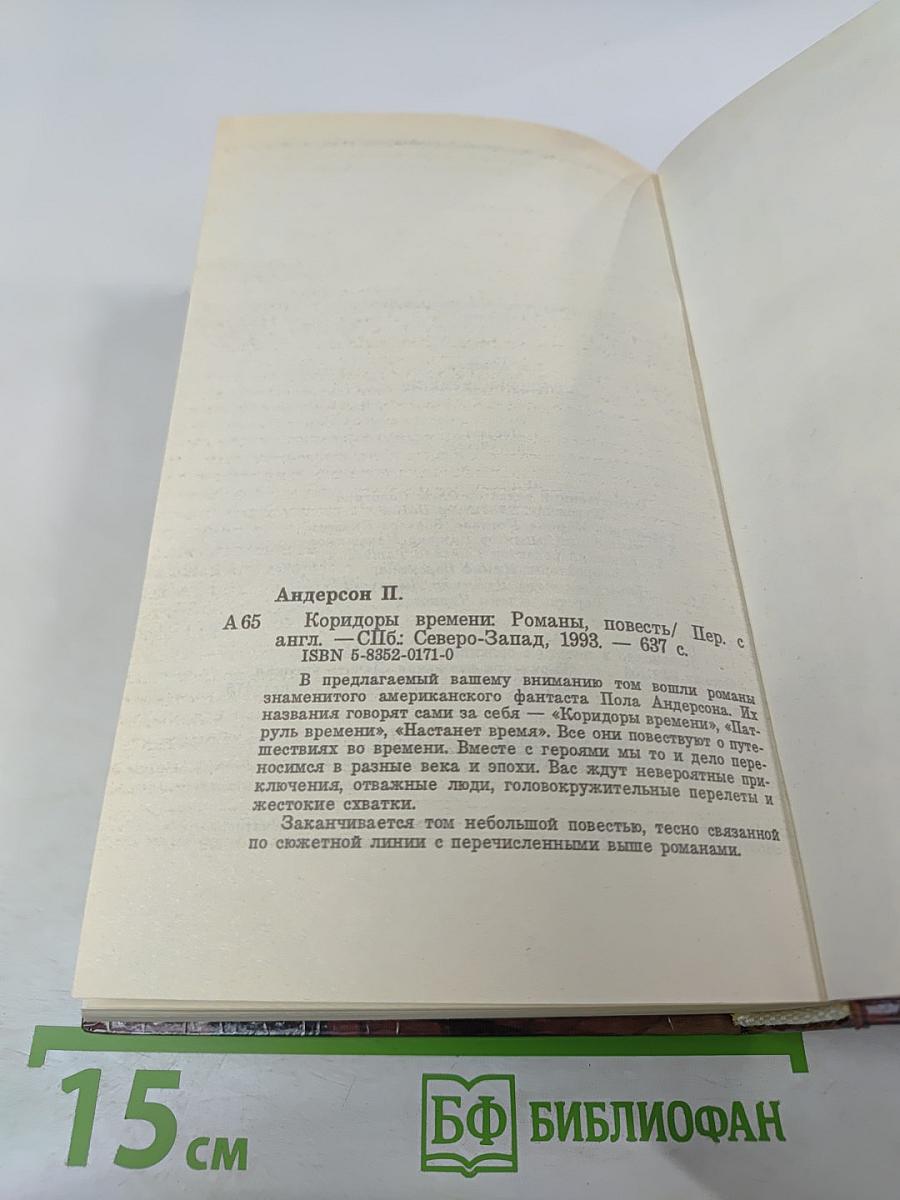 Андерсон П.
А 65 Коридоры времени: Романы, повесть/ Пер. с
англ. —СПб.: Северо-Запад, 1993. — 637 с.
ISBN 5-8352-0171-0
В предлагаемый вашему вниманию том вошли романы
знаменитого американского фантаста Пола Андерсона. Их
названия говорят сами за себя — «Коридоры времени», «Пат-
руль времени», «Настанет время». Все они повествуют о путе-
шествиях во времени. Вместе с героями мы то и дело пере-
носимся в разные века и эпохи. Вас ждут невероятные при-
ключения, отважные люди, головокружительные перелеты и
жестокие схватки.
Заканчивается том небольшой повестью, тесно связанной
по сюжетной линии с перечисленными выше романами.
15 см
БФ БИБЛИОФАН